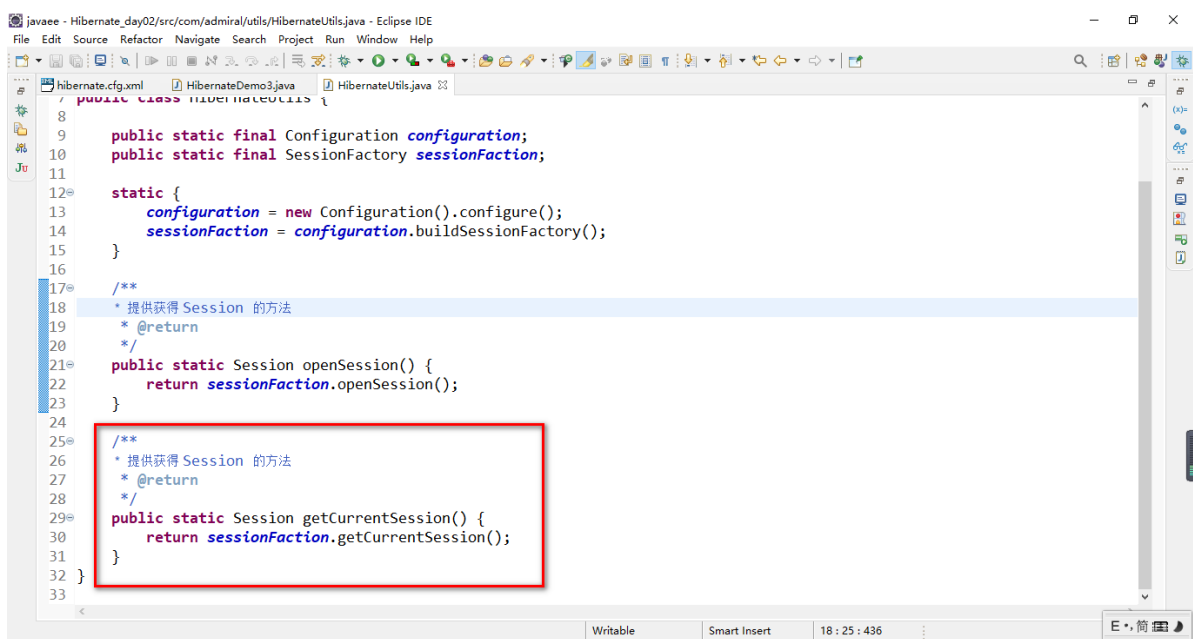 javaee - Hibernate_day02/src/com/admiral/utils/HibernateUtils.java - Eclipse IDE
File Edit Source Refactor Navigate Search Project Run Window Help
hibernate.cfg.xml HibernateDemo3.java HibernateUtils.java
7 public class HibernateUtils {
8
9 public static final Configuration configuration;
10 public static final SessionFactory sessionFaction;
11
12 static {
13 configuration = new Configuration().configure();
14 sessionFaction = configuration.buildSessionFactory();
15 }
16
17 /**
18 * 提供获得 Session 的方法
19 * @return
20 */
21 public static Session openSession() {
22 return sessionFaction.openSession();
23 }
24
25 /**
26 * 提供获得 Session 的方法
27 * @return
28 */
29 public static Session getCurrentSession() {
30 return sessionFaction.getCurrentSession();
31 }
32 }
33
Writable Smart Insert 18 : 25 : 436
E 简